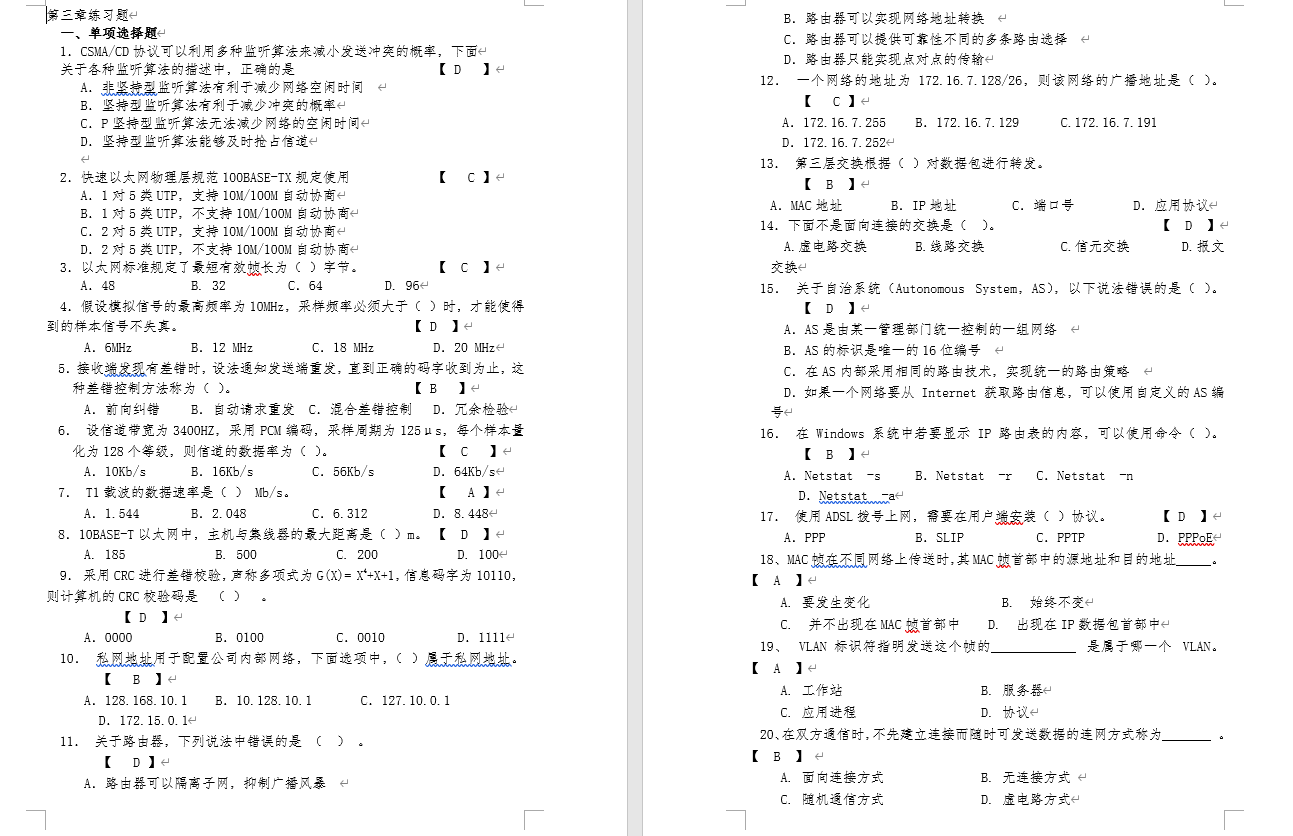 第三章练习题
一、单项选择题
1. CSMA/CD 协议可以利用多种监听算法来减小发送冲突的概率，下面
关于各种监听算法的描述中，正确的是 【 D 】
A. 非坚持型监听算法有利于减少网络空闲时间
B. 坚持型监听算法有利于减少冲突的概率
C. P 坚持型监听算法无法减少网络的空闲时间
D. 坚持型监听算法能够及时抢占信道
2. 快速以太网物理层规范 100BASE-TX 规定使用 【 C 】
A. 1 对 5 类 UTP，支持 10M/100M 自动协商
B. 1 对 5 类 UTP，不支持 10M/100M 自动协商
C. 2 对 5 类 UTP，支持 10M/100M 自动协商
D. 2 对 5 类 UTP，不支持 10M/100M 自动协商
3. 以太网标准规定了最短有效帧长为（ ）字节。 【 C 】
A. 48 B. 32 C. 64 D. 96
4. 假设模拟信号的最高频率为 10MHz，采样频率必须大于（ ）时，才能使得
到的样本信号不失真。 【 D 】
A. 6MHz B. 12 MHz C. 18 MHz D. 20 MHz
5. 接收端发现有差错时，设法通知发送端重发，直到正确的码字收到为止，这
种差错控制方法称为（ ）。 【 B 】
A. 前向纠错 B. 自动请求重发 C. 混合差错控制 D. 冗余检验
6. 设信道带宽为 3400HZ，采用 PCM 编码，采样周期为 125μs，每个样本量
化为 128 个等级，则信道的数据率为（ ）。 【 C 】
A. 10Kb/s B. 16Kb/s C. 56Kb/s D. 64Kb/s
7. T1 载波的数据速率是（ ） Mb/s。 【 A 】
A. 1.544 B. 2.048 C. 6.312 D. 8.448
8. 10BASE-T 以太网中，主机与集线器的最大距离是（ ）m。 【 D 】
A. 185 B. 500 C. 200 D. 100
9. 采用 CRC 进行差错校验，声称多项式为 G(X)= X⁴+X+1，信息码字为 10110，
则计算机的 CRC 校验码是 （ ） 。
【 D 】
A. 0000 B. 0100 C. 0010 D. 1111
10. 私网地址用于配置公司内部网络，下面选项中，（ ）属于私网地址。
【 B 】
A. 128.168.10.1 B. 10.128.10.1 C. 127.10.0.1
D. 172.15.0.1
11. 关于路由器，下列说法中错误的是 （ ） 。
【 D 】
A. 路由器可以隔离子网，抑制广播风暴
B. 路由器可以实现网络地址转换
C. 路由器可以提供可靠性不同的多条路由选择
D. 路由器只能实现点对点的传输
12. 一个网络的地址为 172.16.7.128/26，则该网络的广播地址是（ ）。
【 C 】
A. 172.16.7.255 B. 172.16.7.129 C.172.16.7.191
D. 172.16.7.252
13. 第三层交换根据（ ）对数据包进行转发。
【 B 】
A. MAC 地址 B. IP 地址 C. 端口号 D. 应用协议
14. 下面不是面向连接的交换是（ ）。 【 D 】
A.虚电路交换 B.线路交换 C.信元交换 D.报文
交换
15. 关于自治系统（Autonomous System，AS），以下说法错误的是（ ）。
【 D 】
A. AS 是由某一管理部门统一控制的一组网络
B. AS 的标识是唯一的 16 位编号
C. 在 AS 内部采用相同的路由技术，实现统一的路由策略
D. 如果一个网络要从 Internet 获取路由信息，可以使用自定义的 AS 编
号
16. 在 Windows 系统中若要显示 IP 路由表的内容，可以使用命令（ ）。
【 B 】
A. Netstat -s B. Netstat -r C. Netstat -n
D. Netstat -a
17. 使用 ADSL 拨号上网，需要在用户端安装（ ）协议。 【 D 】
A. PPP B. SLIP C. PPTP D. PPPoE
18、MAC 帧在不同网络上传送时,其 MAC 帧首部中的源地址和目的地址_____。
【 A 】
A. 要发生变化 B. 始终不变
C. 并不出现在 MAC 帧首部中 D. 出现在 IP 数据包首部中
19、 VLAN 标识符指明发送这个帧的____________ 是属于哪一个 VLAN。
【 A 】
A. 工作站 B. 服务器
C. 应用进程 D. 协议
20、在双方通信时,不先建立连接而随时可发送数据的连网方式称为_______ 。
【 B 】
A. 面向连接方式 B. 无连接方式
C. 随机通信方式 D. 虚电路方式